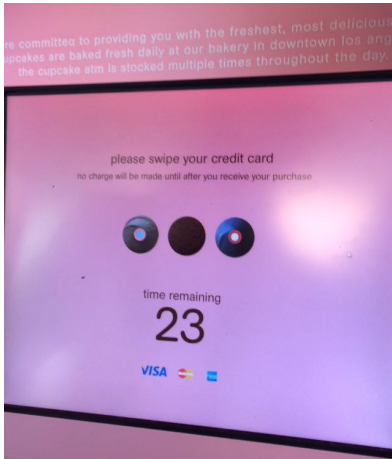 re committed to providing you with the freshest, most deliciou
upcakes are baked fresh daily at our bakery in downtown los ang
the cupcake atm is stocked multiple times throughout the day.
please swipe your credit card
no charge will be made until after you receive your purchase
time remaining
23
VISA